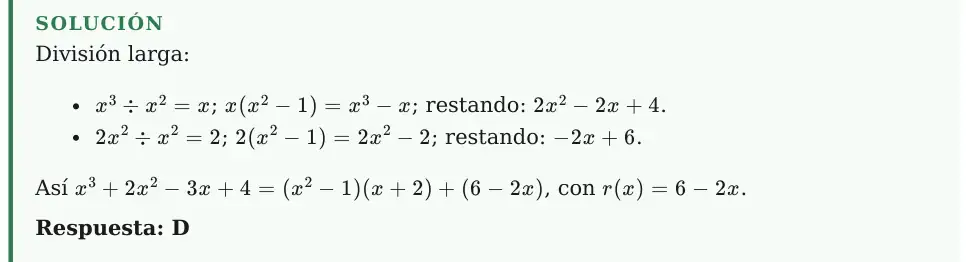 SOLUCIÓN
División larga:
• x³ ÷ x² = x; x(x² − 1) = x³ − x; restando: 2x² − 2x + 4.
• 2x² ÷ x² = 2; 2(x² − 1) = 2x² − 2; restando: −2x + 6.
Así x³ + 2x² − 3x + 4 = (x² − 1)(x + 2) + (6 − 2x), con r(x) = 6 − 2x.
Respuesta: D